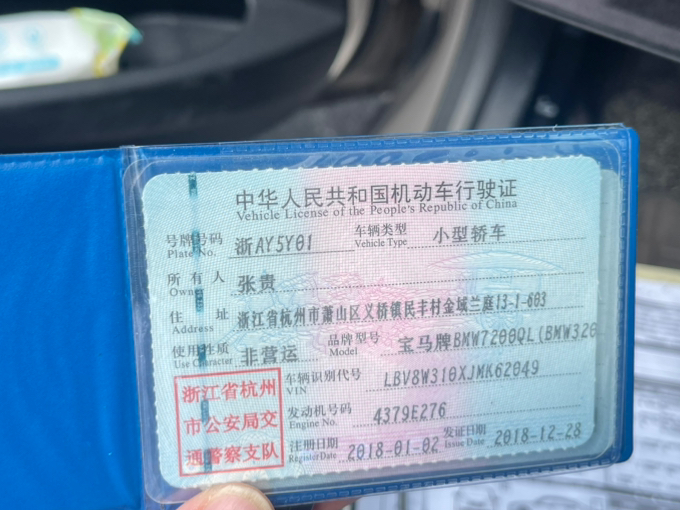 中华人民共和国机动车行驶证
Vehicle License of the People's Republic of China
号牌号码 浙AY5Y01 车辆类型 小型轿车
Plate No. Vehicle Type
所有人 张贵
Owner
住址 浙江省杭州市萧山区义桥镇民丰村金域兰庭13-1-603
Address
使用性质 非营运 品牌型号 宝马牌BMW7200QL(BMW320
Use Character Model
浙江省杭州 车辆识别代号 LBV8W310XJMK62049
VIN
市公安局交 发动机号码 4379E276
Engine No.
通警察支队 注册日期 2018-01-02 发证日期 2018-12-28
Register Date Issue Date